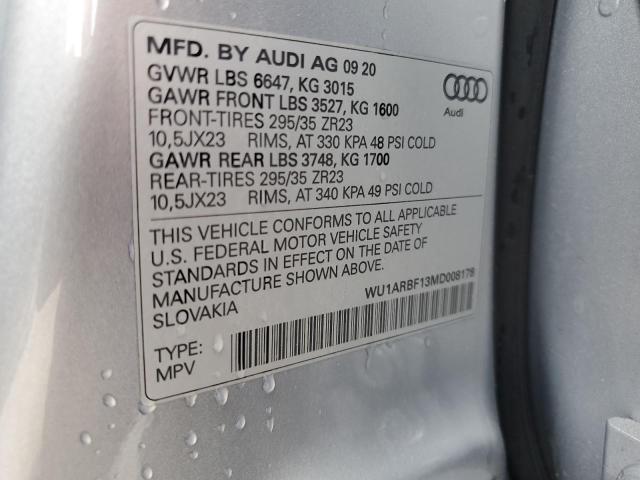 MFD. BY AUDI AG 09 20
GVWR LBS 6647, KG 3015
GAWR FRONT LBS 3527, KG 1600
FRONT-TIRES 295/35 ZR23
10,5JX23 RIMS, AT 330 KPA 48 PSI COLD
GAWR REAR LBS 3748, KG 1700
REAR-TIRES 295/35 ZR23
10,5JX23 RIMS, AT 340 KPA 49 PSI COLD
Audi
THIS VEHICLE CONFORMS TO ALL APPLICABLE
U.S. FEDERAL MOTOR VEHICLE SAFETY
STANDARDS IN EFFECT ON THE DATE OF
MANUFACTURE SHOWN ABOVE.
SLOVAKIA
WU1ARBF13MD008178
TYPE:
MPV